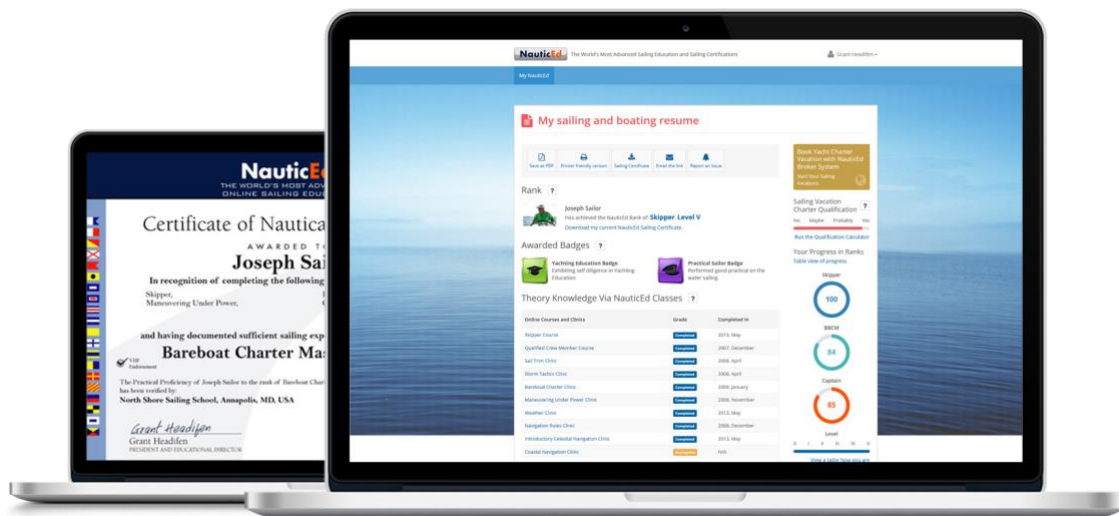 NauticEd
THE WORLD'S MOST ADV
ONLINE SAILING EDU
Certificate of Nautica
AWARDED TO
Joseph Sai
In recognition of completing the following
Skipper,
Maneuvering Under Power,
and having documented sufficient sailing exp
Bareboat Charter Ma
VHF
Endorsement
The Practical Proficiency of Joseph Sailor to the rank of Bareboat Char
has been verified by:
North Shore Sailing School, Annapolis, MD, USA
Grant Headifen
Grant Headifen
PRESIDENT AND EDUCATIONAL DIRECTOR
NauticEd The World's Most Advanced Sailing Education and Sailing Certifications
Grant Headifen
My NauticEd
My sailing and boating resume
Save as PDF
Printer friendly version
Sailing Certificate
Email the link
Report an issue
Rank ?
Joseph Sailor
Has achieved the NauticEd Rank of Skipper Level V
Download my current NauticEd Sailing Certificate.
Awarded Badges ?
Yachting Education Badge
Exhibiting self diligence in Yachting
Education
Practical Sailor Badge
Performed good practical on the
water sailing
Theory Knowledge Via NauticEd Classes ?
Online Courses and Clinics Grade Completed In
Skipper Course Completed 2013, May
Qualified Crew Member Course Completed 2007, December
Sail Trim Clinic Completed 2008, April
Storm Tactics Clinic Completed 2008, April
Bareboat Charter Clinic Completed 2009, January
Maneuvering Under Power Clinic Completed 2008, November
Weather Clinic Completed 2013, May
Navigation Rules Clinic Completed 2008, December
Introductory Celestial Navigation Clinic Completed 2013, May
Coastal Navigation Clinic N/A
Book Yacht Charter
Vacation with NauticEd
Broker System
Start Your Sailing
Vacations
Sailing Vacation
Charter Qualification ?
No Maybe Probably Yes
Run the Qualification Calculator
Your Progress in Ranks
Table view of progress
Skipper
100
BBCM
84
Captain
85
Level
View a table how you are